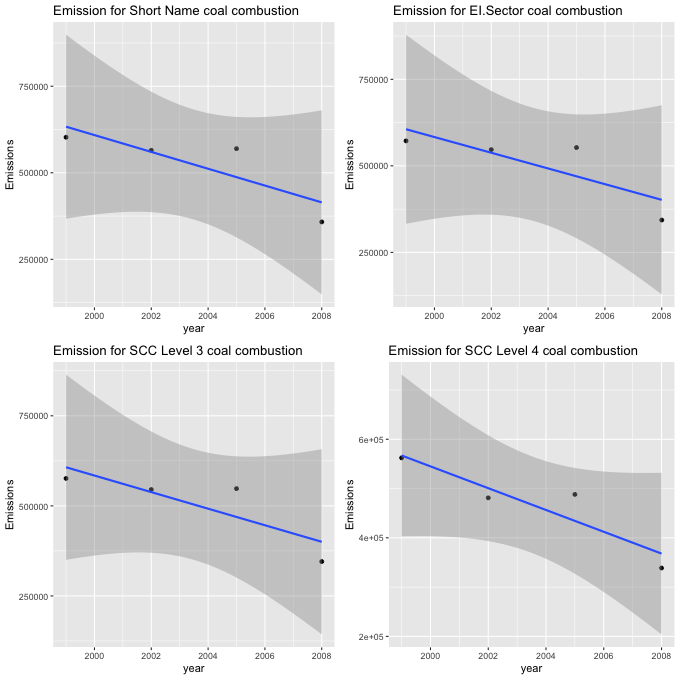 Emission for Short Name coal combustion
Emissions
750000
500000
250000
2000 2002 2004 2006 2008
year
Emission for EI.Sector coal combustion
Emissions
750000
500000
250000
2000 2002 2004 2006 2008
year
Emission for SCC Level 3 coal combustion
Emissions
750000
500000
250000
2000 2002 2004 2006 2008
year
Emission for SCC Level 4 coal combustion
Emissions
6e+05
4e+05
2e+05
2000 2002 2004 2006 2008
year